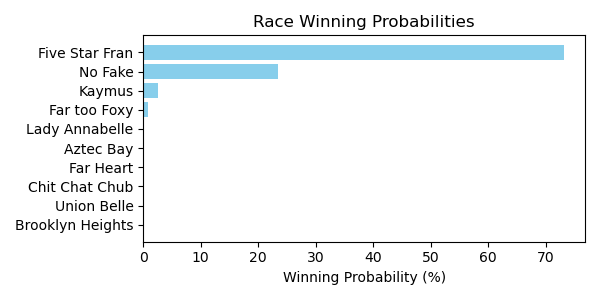 Race Winning Probabilities
Five Star Fran
No Fake
Kaymus
Far too Foxy
Lady Annabelle
Aztec Bay
Far Heart
Chit Chat Chub
Union Belle
Brooklyn Heights
0 10 20 30 40 50 60 70
Winning Probability (%)